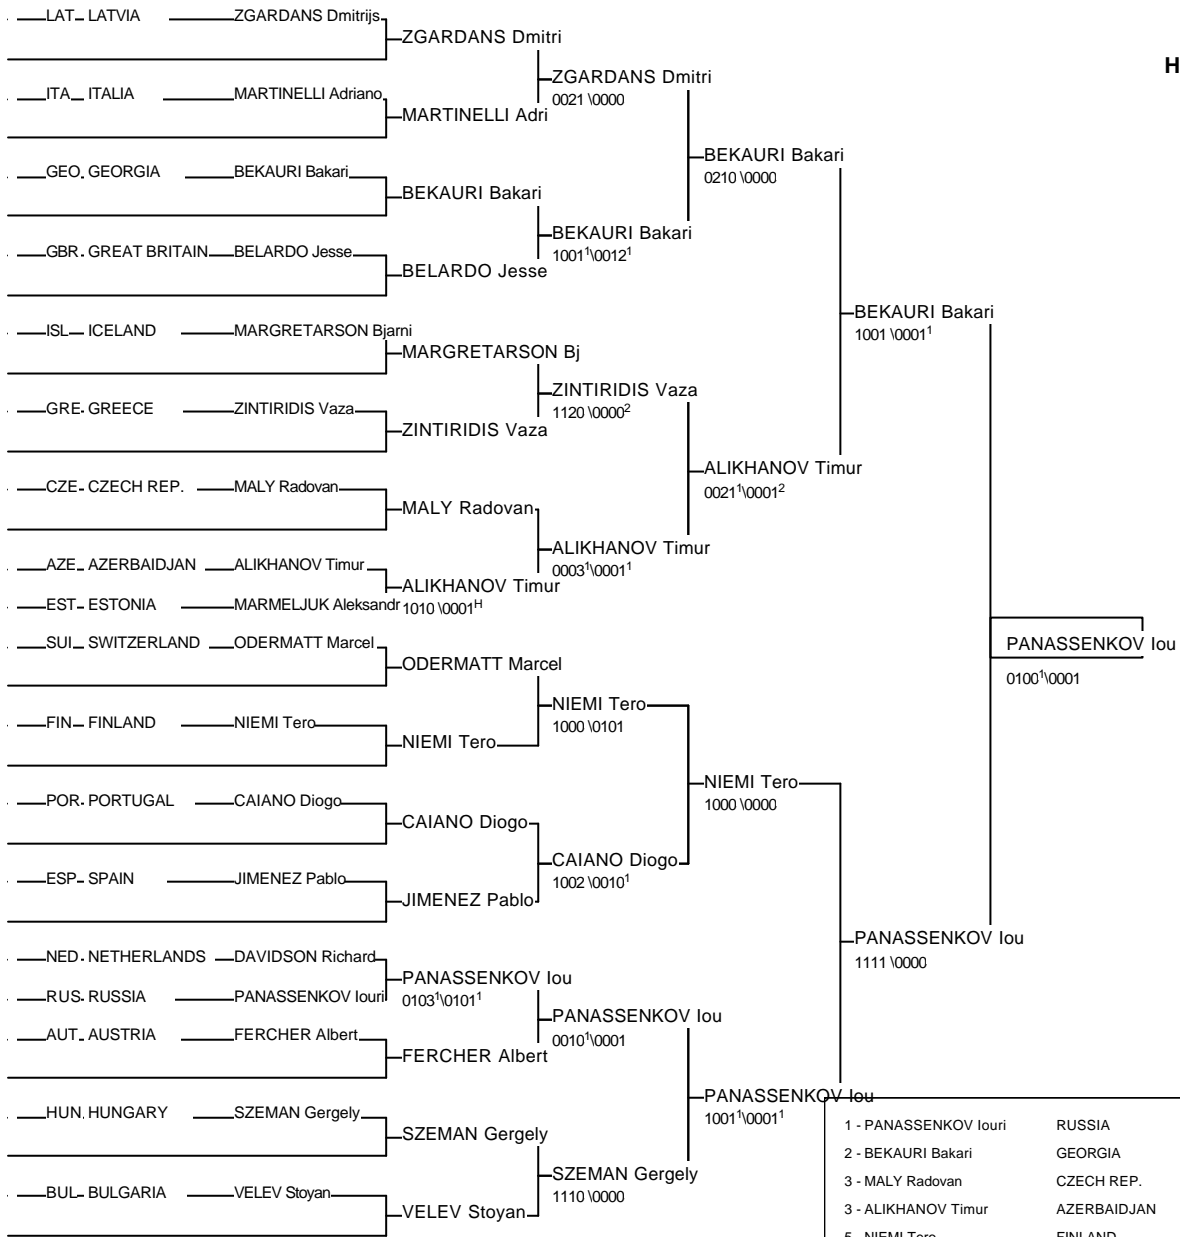 LAT LATVIA ZGARDANS Dmitrijs
ZGARDANS Dmitri
H
ZGARDANS Dmitri
0021 \0000
ITA ITALIA MARTINELLI Adriano
MARTINELLI Adri
BEKAURI Bakari
0210 \0000
GEO GEORGIA BEKAURI Bakari
BEKAURI Bakari
BEKAURI Bakari
1001¹\0012¹
GBR GREAT BRITAIN BELARDO Jesse
BELARDO Jesse
BEKAURI Bakari
1001 \0001¹
ISL ICELAND MARGRETARSON Bjarni
MARGRETARSON Bj
ZINTIRIDIS Vaza
1120 \0000²
GRE GREECE ZINTIRIDIS Vaza
ZINTIRIDIS Vaza
ALIKHANOV Timur
0021¹\0001²
CZE CZECH REP. MALY Radovan
MALY Radovan
ALIKHANOV Timur
0003¹\0001¹
AZE AZERBAIDJAN ALIKHANOV Timur
ALIKHANOV Timur
EST ESTONIA MARMELJUK Aleksandr 1010 \0001ᴴ
SUI SWITZERLAND ODERMATT Marcel
PANASSENKOV Iou
0100¹\0001
ODERMATT Marcel
NIEMI Tero
1000 \0101
FIN FINLAND NIEMI Tero
NIEMI Tero
NIEMI Tero
1000 \0000
POR PORTUGAL CAIANO Diogo
CAIANO Diogo
CAIANO Diogo
1002 \0010¹
ESP SPAIN JIMENEZ Pablo
JIMENEZ Pablo
PANASSENKOV Iou
1111 \0000
NED NETHERLANDS DAVIDSON Richard
PANASSENKOV Iou
0103¹\0101¹
RUS RUSSIA PANASSENKOV Iouri
PANASSENKOV Iou
0010¹\0001
AUT AUSTRIA FERCHER Albert
FERCHER Albert
PANASSENKOV Iou
1001¹\0001¹
HUN HUNGARY SZEMAN Gergely
SZEMAN Gergely
SZEMAN Gergely
1110 \0000
BUL BULGARIA VELEV Stoyan
VELEV Stoyan
1 - PANASSENKOV Iouri RUSSIA
2 - BEKAURI Bakari GEORGIA
3 - MALY Radovan CZECH REP.
3 - ALIKHANOV Timur AZERBAIDJAN
5 - NIEMI Tero FINLAND